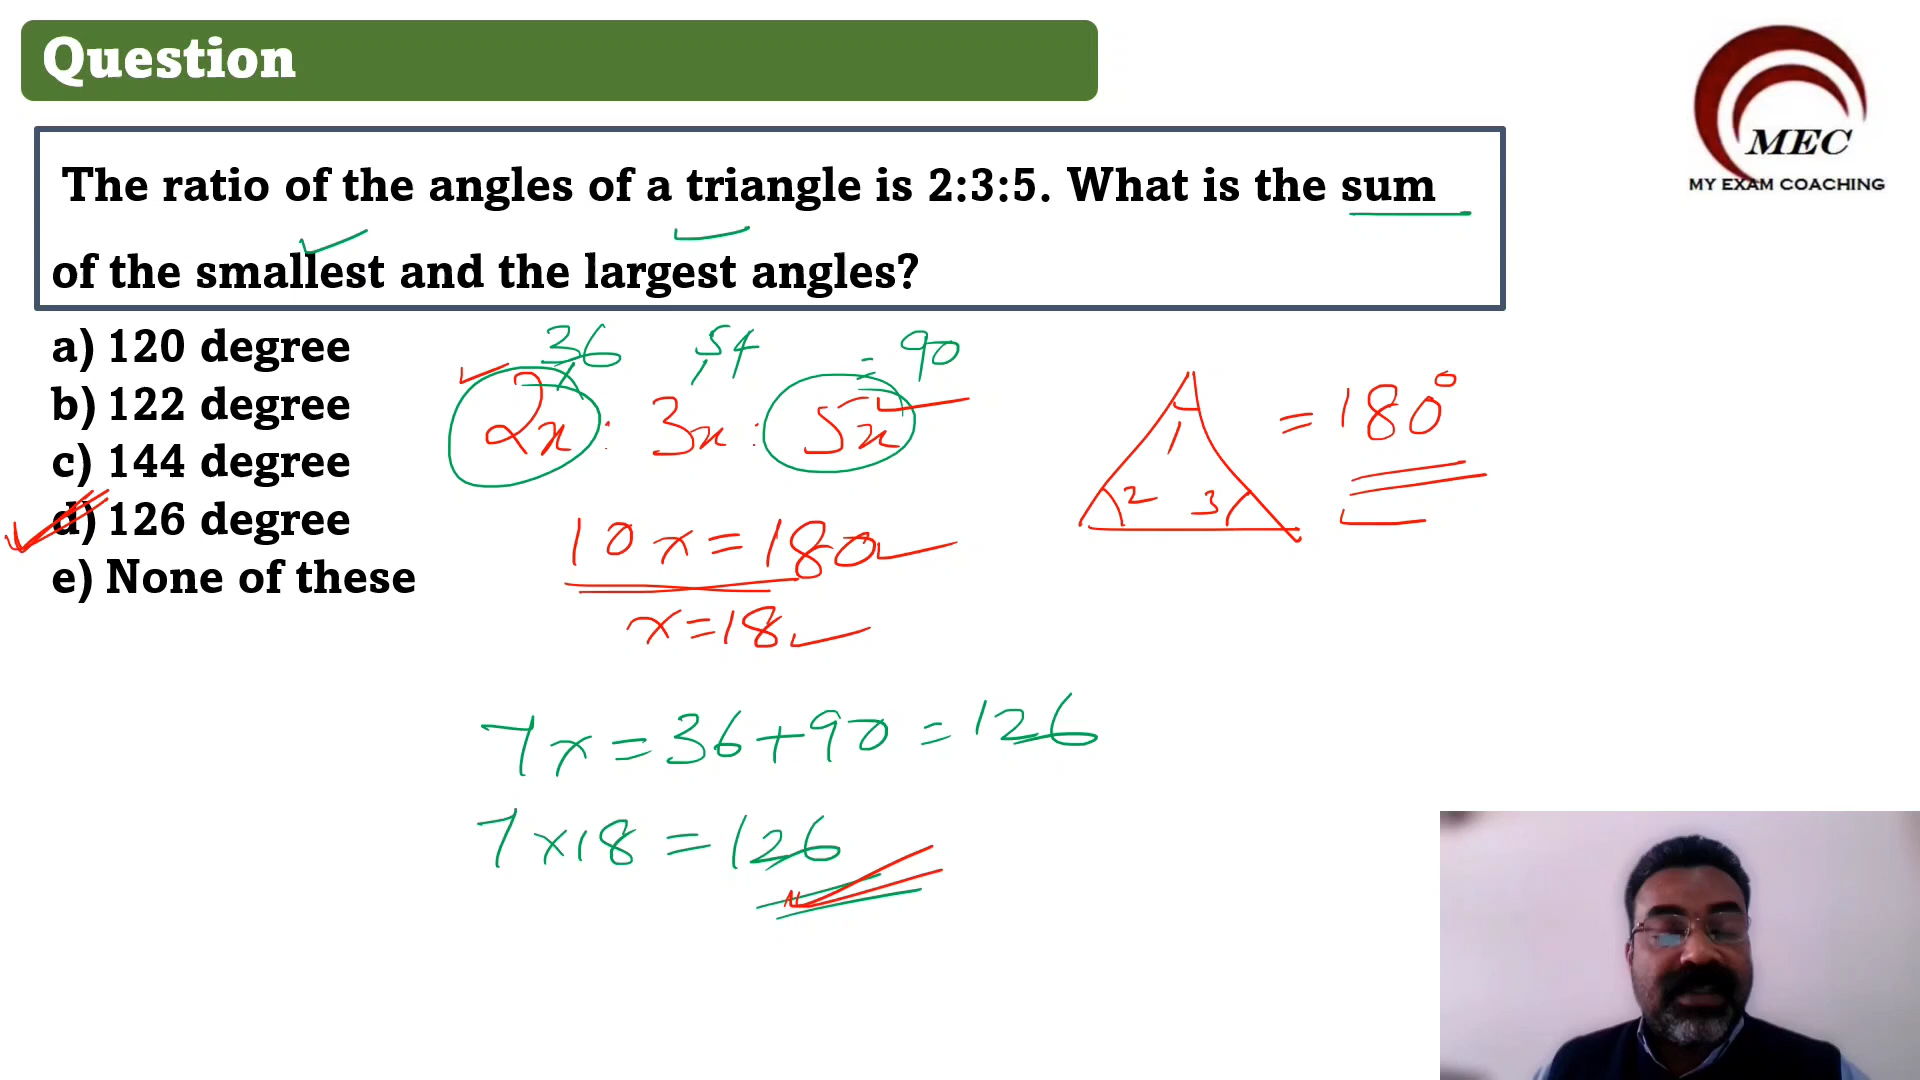 Question
MEC
MY EXAM COACHING
The ratio of the angles of a triangle is 2:3:5. What is the sum
of the smallest and the largest angles?
a) 120 degree
b) 122 degree
c) 144 degree
d) 126 degree
e) None of these
36 54 = 90
2x : 3x : 5x
10x = 180
x = 18
1
2 3
= 180°
7x = 36 + 90 = 126
7 × 18 = 126